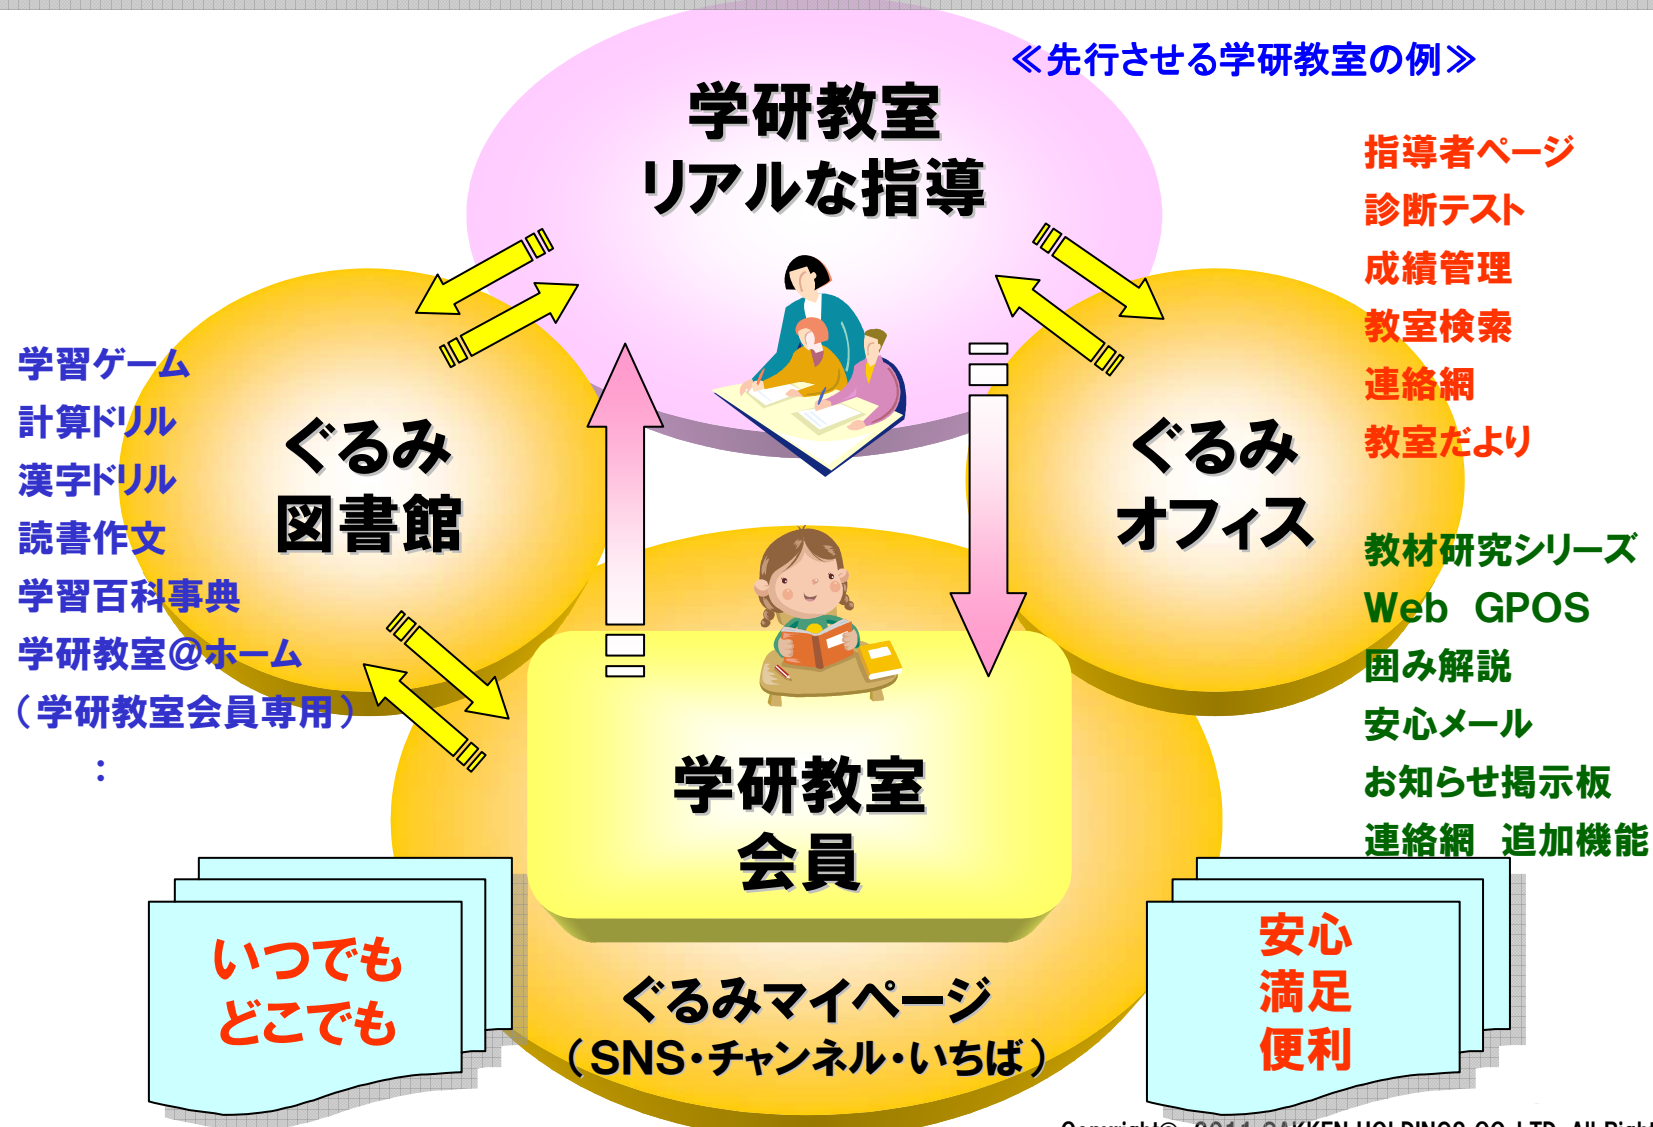 ≪先行させる学研教室の例≫
学研教室
リアルな指導
指導者ページ
診断テスト
成績管理
教室検索
連絡網
教室だより
学習ゲーム
計算ドリル
漢字ドリル
読書作文
学習百科事典
学研教室@ホーム
(学研教室会員専用)
:
ぐるみ
図書館
ぐるみ
オフィス
教材研究シリーズ
Web GPOS
囲み解説
安心メール
お知らせ掲示板
連絡網 追加機能
学研教室
会員
ぐるみマイページ
(SNS・チャンネル・いちば)
いつでも
どこでも
安心
満足
便利
Copyright© 2011 GAKKEN HOLDINGS CO.,LTD. All Right